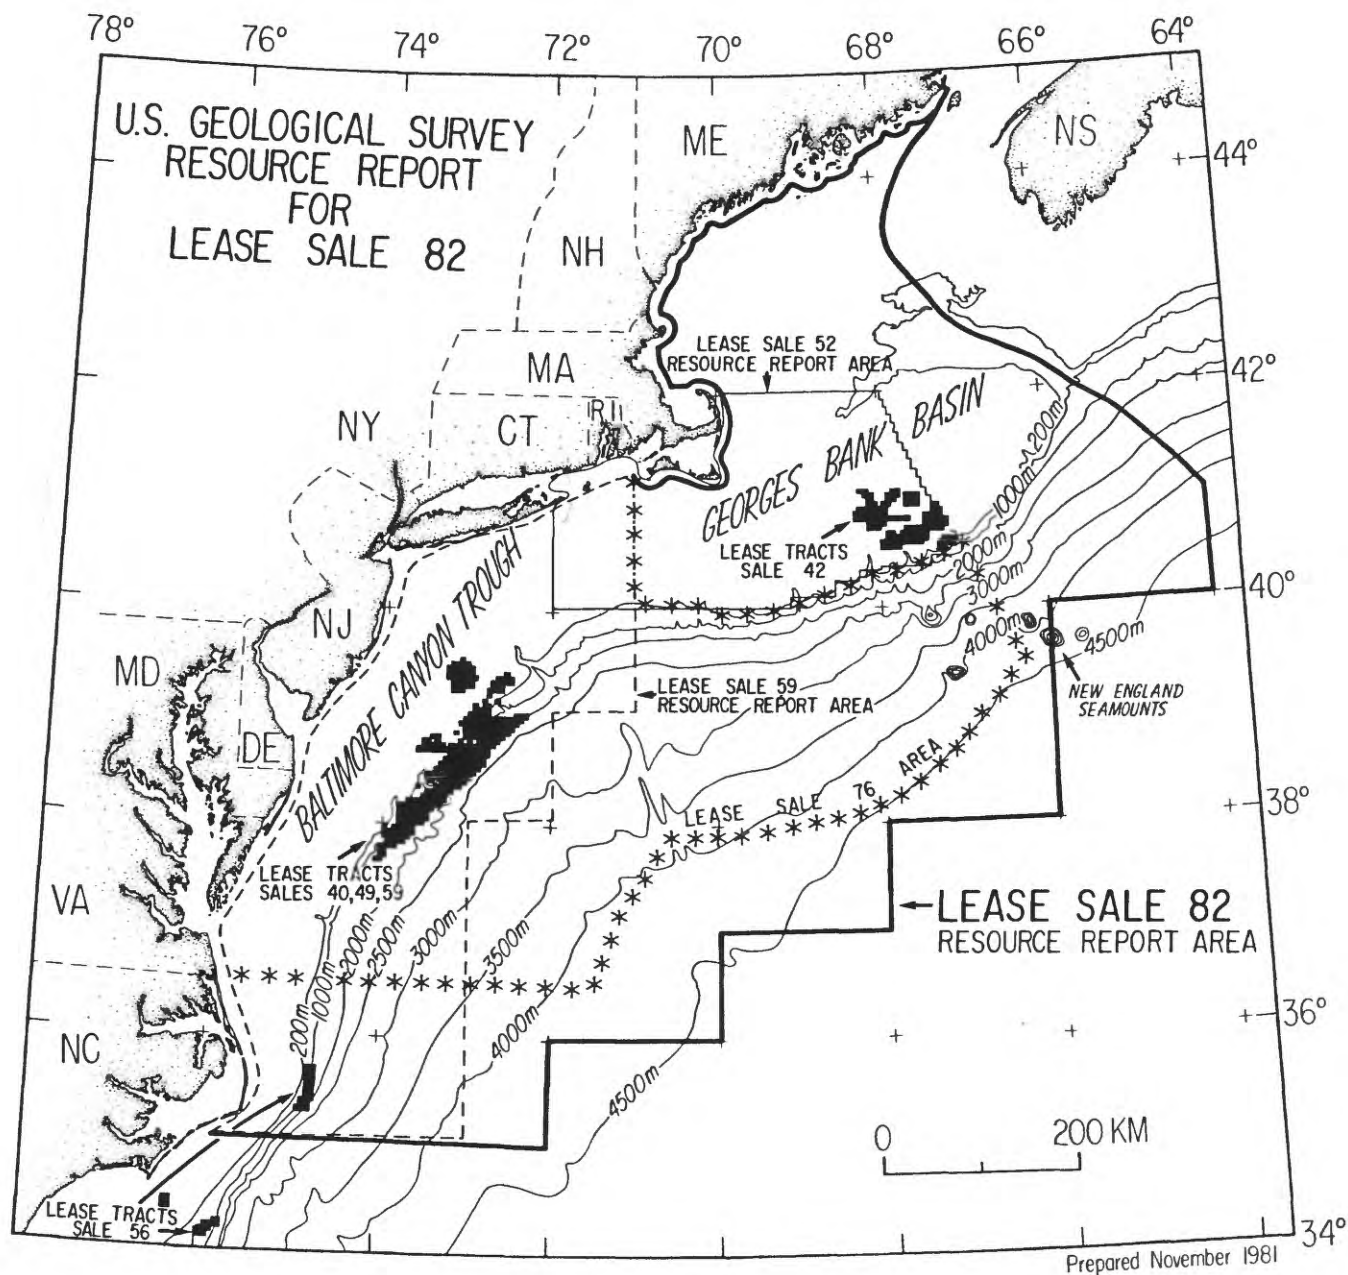 78°
76°
74°
72°
70°
68°
66°
64°
U.S. GEOLOGICAL SURVEY
RESOURCE REPORT
FOR
LEASE SALE 82
ME
NS
44°
NH
LEASE SALE 52
RESOURCE REPORT AREA
42°
MA
NY
CT
RI
GEORGES BANK BASIN
200m
1000m
LEASE TRACTS
SALE 42
2000m
3000m
40°
4000m
4500m
NEW ENGLAND
SEAMOUNTS
NJ
MD
DE
BALTIMORE CANYON TROUGH
LEASE SALE 59
RESOURCE REPORT AREA
LEASE SALE 76 AREA
38°
LEASE TRACTS
SALES 40,49,59
VA
LEASE SALE 82
RESOURCE REPORT AREA
200m
1000m
2000m
2500m
3000m
3500m
4000m
4500m
36°
NC
0 200 KM
LEASE TRACTS
SALE 56
34°
Prepared November 1981